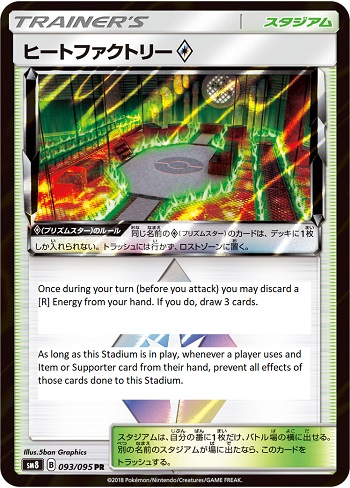 TRAINER'S
スタジアム
ヒートファクトリー◇
◇(プリズムスター)のルール
同じ名前の◇(プリズムスター)のカードは、デッキに1枚
しか入れられない。トラッシュには行かず、ロストゾーンに置く。
Once during your turn (before you attack) you may discard a
[R] Energy from your hand. If you do, draw 3 cards.
As long as this Stadium is in play, whenever a player uses and
Item or Supporter card from their hand, prevent all effects of
those cards done to this Stadium.
Illus.5ban Graphics
sm8 B 093/095 PR
スタジアムは、自分の番に1枚だけ、バトル場の横に出せる。
別の名前のスタジアムが場に出たなら、このカードを
トラッシュする。
©2018 Pokémon/Nintendo/Creatures/GAME FREAK.